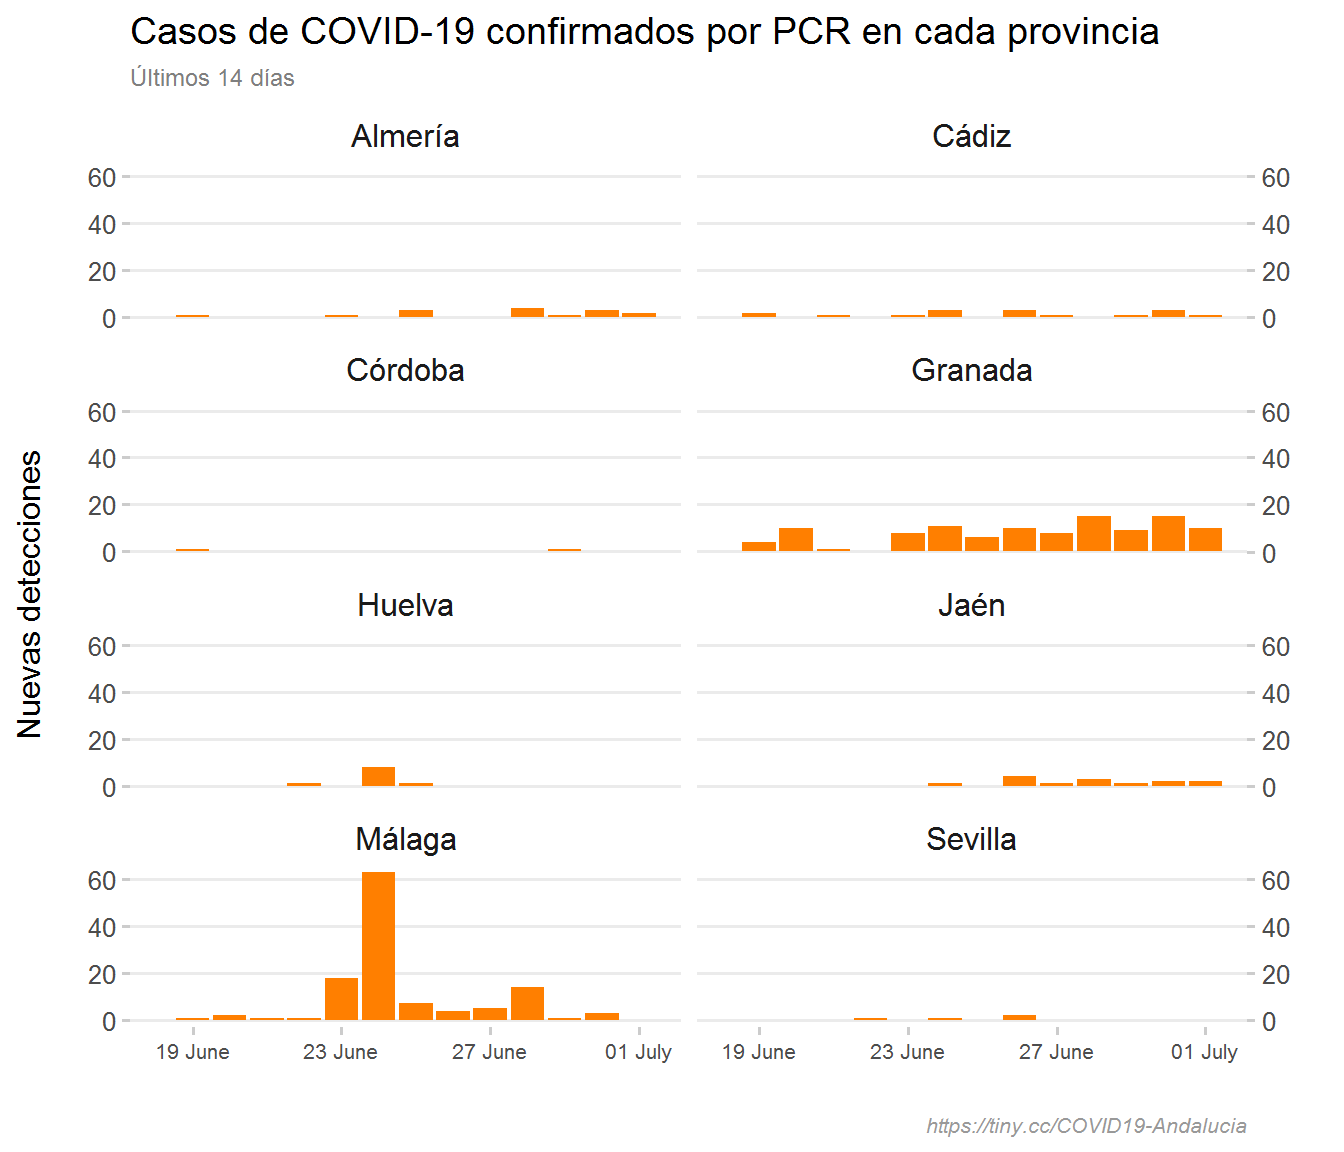 Casos de COVID-19 confirmados por PCR en cada provincia
Últimos 14 días
Almería
Cádiz
60
40
20
0
60
40
20
0
Córdoba
Granada
60
40
20
0
60
40
20
0
Nuevas detecciones
Huelva
Jaén
60
40
20
0
60
40
20
0
Málaga
Sevilla
60
40
20
0
60
40
20
0
19 June 23 June 27 June 01 July
19 June 23 June 27 June 01 July
https://tiny.cc/COVID19-Andalucia